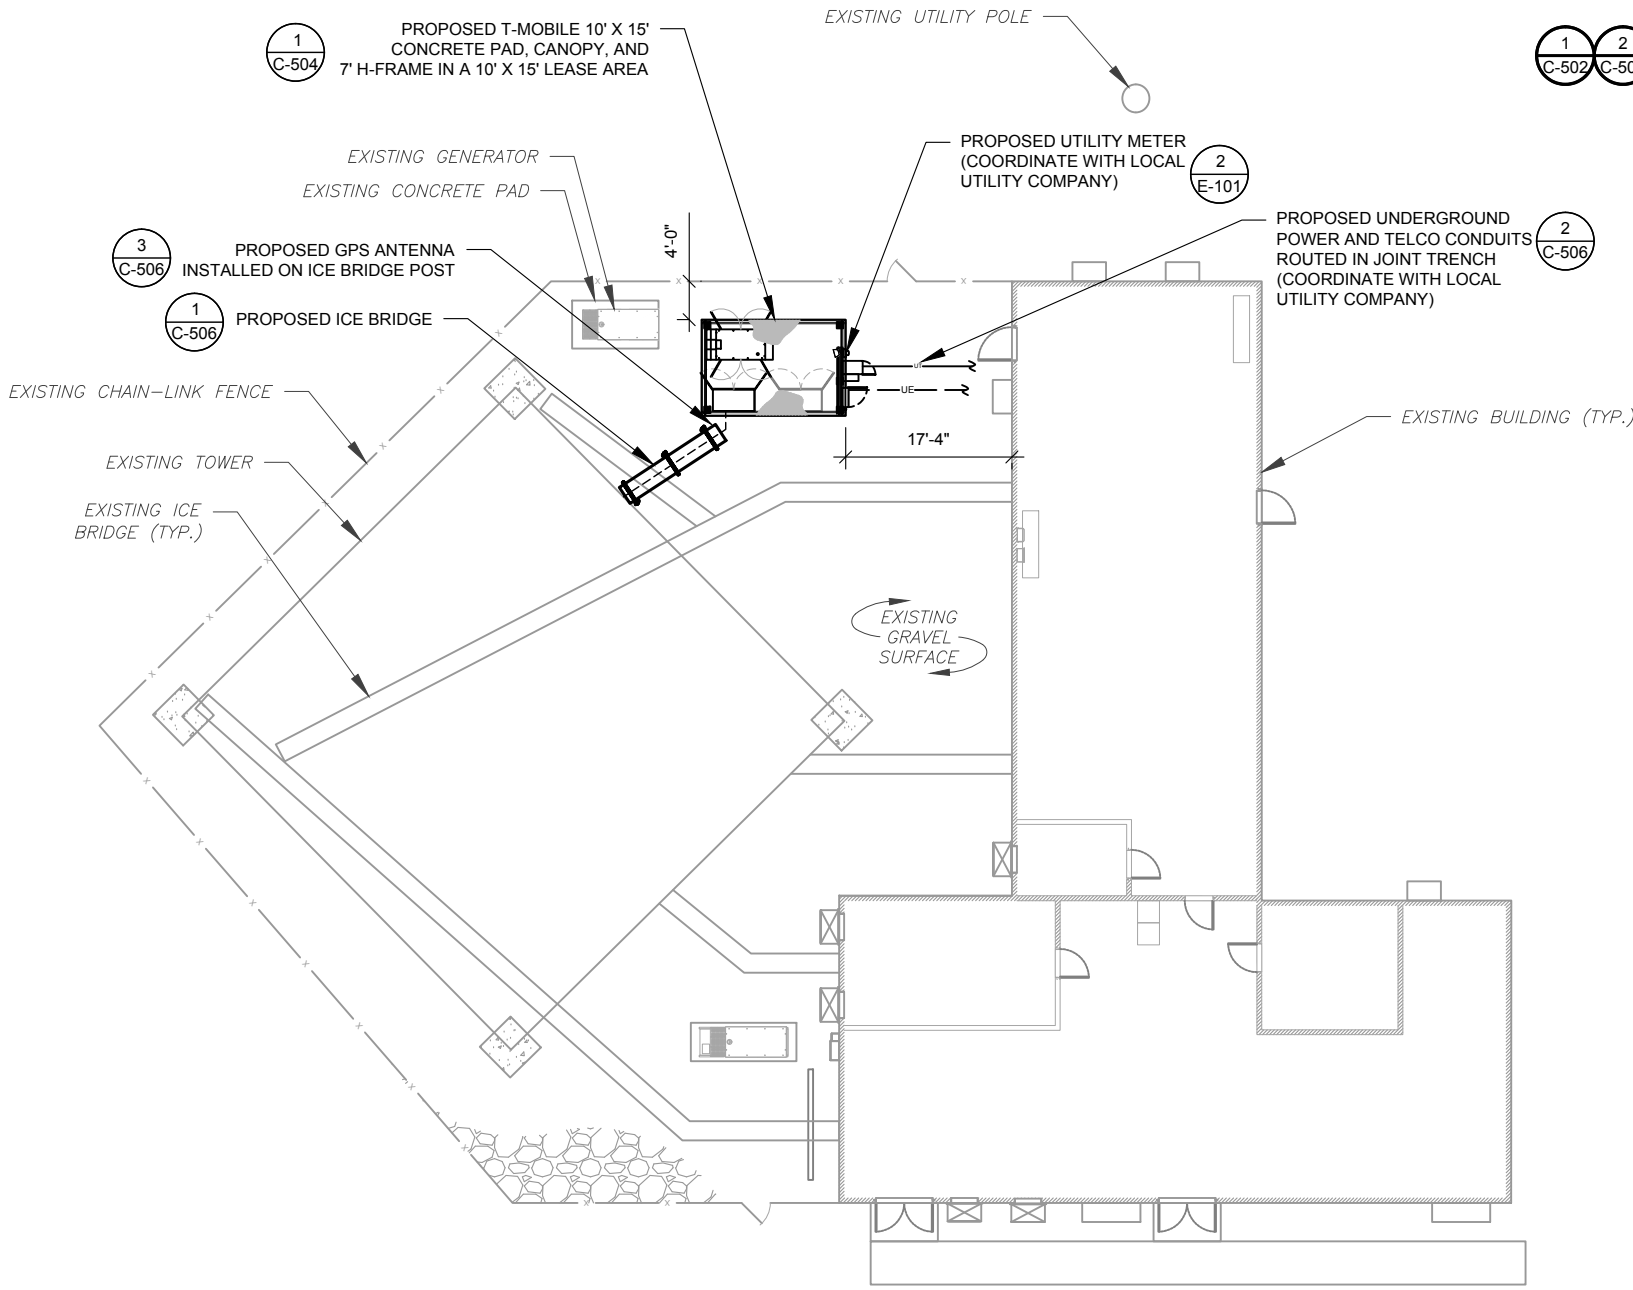 EXISTING UTILITY POLE
1
C-504
PROPOSED T-MOBILE 10' X 15'
CONCRETE PAD, CANOPY, AND
7' H-FRAME IN A 10' X 15' LEASE AREA
1
C-502
2
EXISTING GENERATOR
EXISTING CONCRETE PAD
PROPOSED UTILITY METER
(COORDINATE WITH LOCAL
UTILITY COMPANY)
2
E-101
3
C-506
PROPOSED GPS ANTENNA
INSTALLED ON ICE BRIDGE POST
4'-0"
PROPOSED UNDERGROUND
POWER AND TELCO CONDUITS
ROUTED IN JOINT TRENCH
(COORDINATE WITH LOCAL
UTILITY COMPANY)
2
C-506
1
C-506
PROPOSED ICE BRIDGE
UT
UE
EXISTING CHAIN-LINK FENCE
EXISTING BUILDING (TYP.)
17'-4"
EXISTING TOWER
EXISTING ICE
BRIDGE (TYP.)
EXISTING
GRAVEL
SURFACE